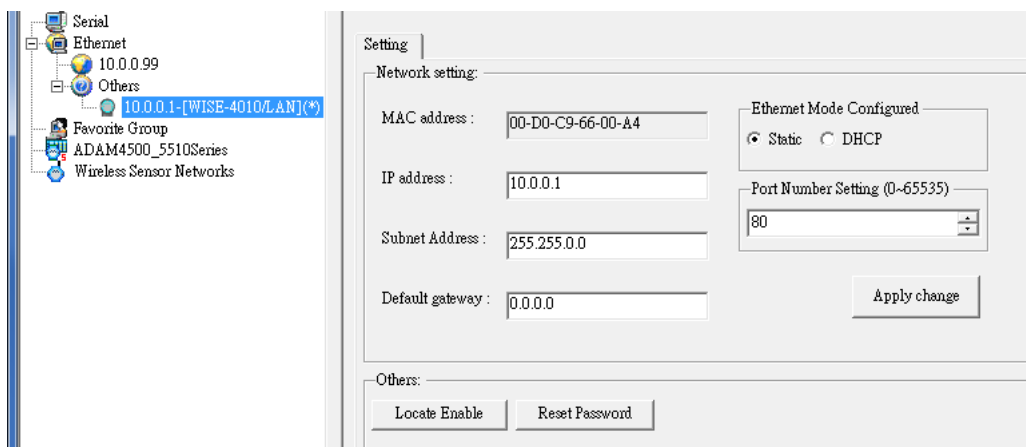 Serial
Ethernet
10.0.0.99
Others
10.0.0.1-[WISE-4010/LAN](*)
Favorite Group
ADAM4500_5510Series
Wireless Sensor Networks
Setting
Network setting:
MAC address :
00-D0-C9-66-00-A4
IP address :
10.0.0.1
Subnet Address :
255.255.0.0
Default gateway :
0.0.0.0
Ethernet Mode Configured
Static
DHCP
Port Number Setting (0~65535)
80
Apply change
Others:
Locate Enable
Reset Password